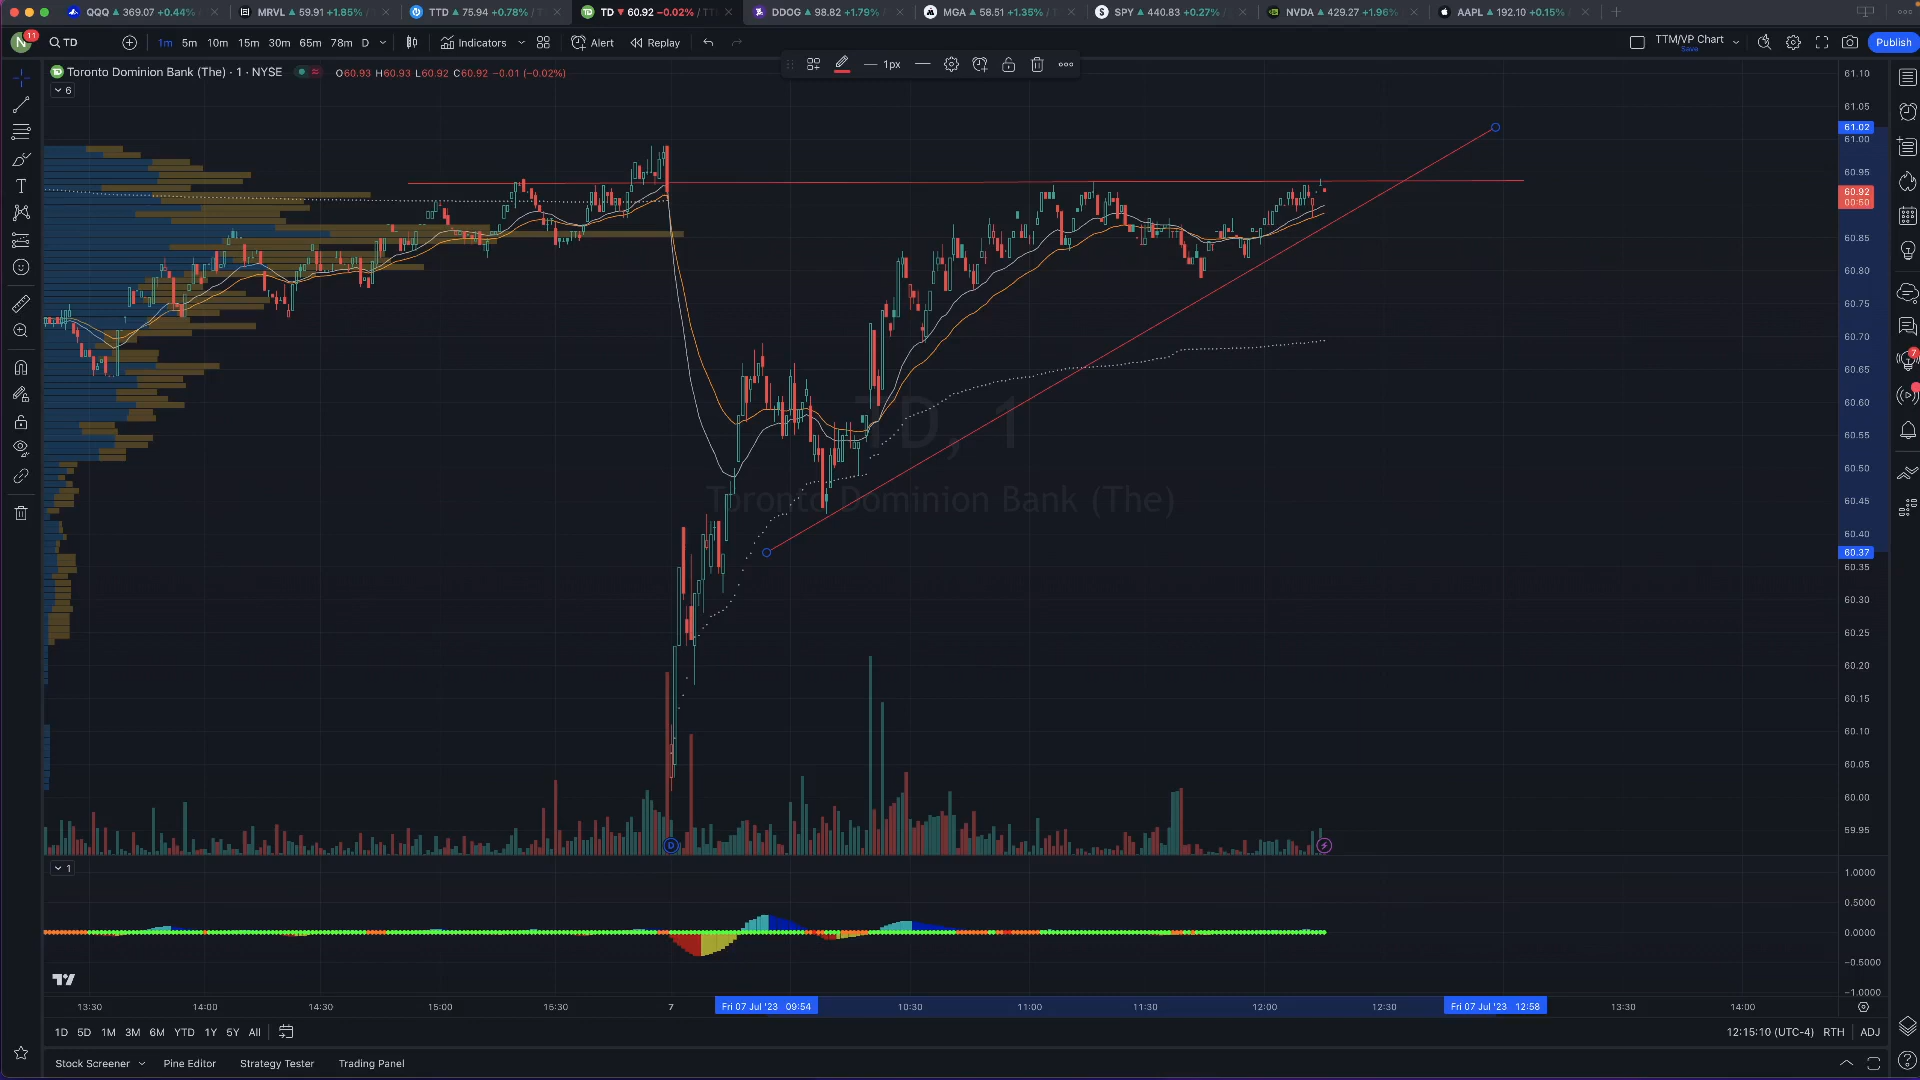 QQQ ▲ 369.07 +0.44%
MRVL ▲ 59.91 +1.85% /
TTD ▲ 75.94 +0.78% / T
TD ▼ 60.92 −0.02% / TT
DDOG ▲ 98.82 +1.79% /
MGA ▲ 58.51 +1.35% / T
SPY ▲ 440.83 +0.27% /
NVDA ▲ 429.27 +1.96%
AAPL ▲ 192.10 +0.15% /
N
11
TD
1m
5m
10m
15m
30m
65m
78m
D
Indicators
Alert
Replay
TTM/VP Chart
Save
Publish
Toronto Dominion Bank (The) · 1 · NYSE
O60.93 H60.93 L60.92 C60.92 −0.01 (−0.02%)
1px
6
TD, 1
Toronto Dominion Bank (The)
61.10
61.05
61.02
61.00
60.95
60.92
00:50
60.85
60.80
60.75
60.70
60.65
60.60
60.55
60.50
60.45
60.40
60.37
60.35
60.30
60.25
60.20
60.15
60.10
60.05
60.00
59.95
7
D
1
1.0000
0.5000
0.0000
−0.5000
−1.0000
13:30
14:00
14:30
15:00
15:30
7
Fri 07 Jul '23 09:54
10:30
11:00
11:30
12:00
12:30
Fri 07 Jul '23 12:58
13:30
14:00
1D
5D
1M
3M
6M
YTD
1Y
5Y
All
12:15:10 (UTC-4)
RTH
ADJ
Stock Screener
Pine Editor
Strategy Tester
Trading Panel